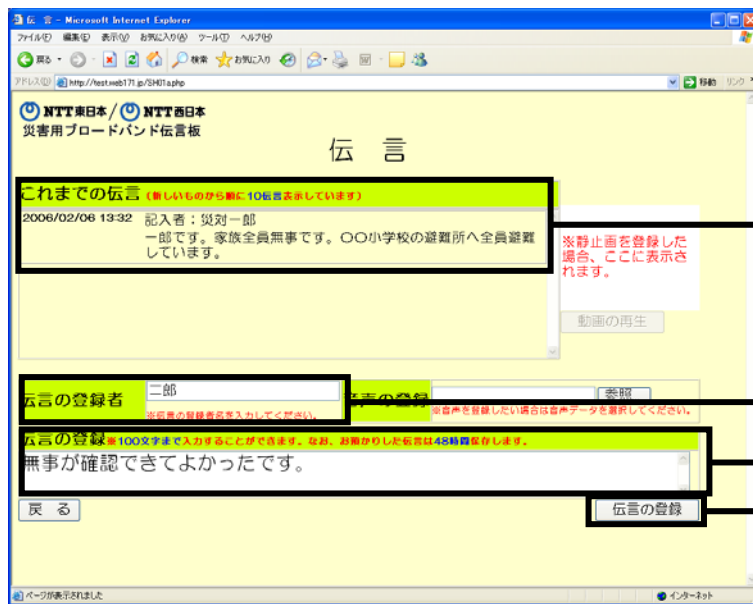 伝 言 - Microsoft Internet Explorer
ファイル(F) 編集(E) 表示(V) お気に入り(A) ツール(T) ヘルプ(H)
戻る 検索 お気に入り
アドレス(D) http://test.web171.jp/SH01a.php 移動 リンク
NTT東日本/NTT西日本
災害用ブロードバンド伝言板
伝 言
これまでの伝言 (新しいものから順に10伝言表示しています)
2006/02/06 13:32 記入者：災対一郎
一郎です。家族全員無事です。〇〇小学校の避難所へ全員避難
しています。
※静止画を登録した
場合、ここに表示さ
れます。
動画の再生
伝言の登録者 二郎
※伝言の登録者名を入力してください。
音声の登録 参照...
※音声を登録したい場合は音声データを選択してください。
伝言の登録※100文字まで入力することができます。なお、お預かりした伝言は48時間保存します。
無事が確認できてよかったです。
戻 る 伝言の登録
ページが表示されました インターネット